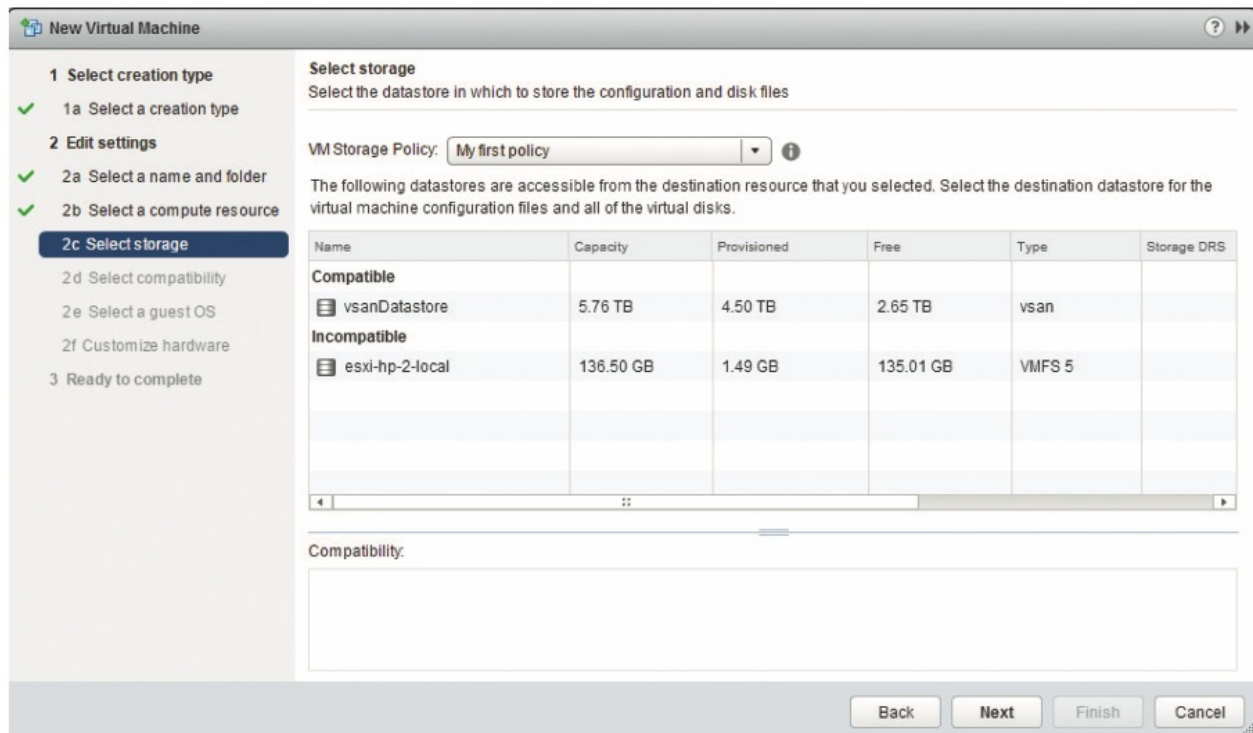 New Virtual Machine
1 Select creation type
1a Select a creation type
2 Edit settings
2a Select a name and folder
2b Select a compute resource
2c Select storage
2d Select compatibility
2e Select a guest OS
2f Customize hardware
3 Ready to complete
Select storage
Select the datastore in which to store the configuration and disk files
VM Storage Policy: My first policy
The following datastores are accessible from the destination resource that you selected. Select the destination datastore for the
virtual machine configuration files and all of the virtual disks.
Name Capacity Provisioned Free Type Storage DRS
Compatible
vsanDatastore 5.76 TB 4.50 TB 2.65 TB vsan
Incompatible
esxi-hp-2-local 136.50 GB 1.49 GB 135.01 GB VMFS 5
Compatibility:
Back Next Finish Cancel